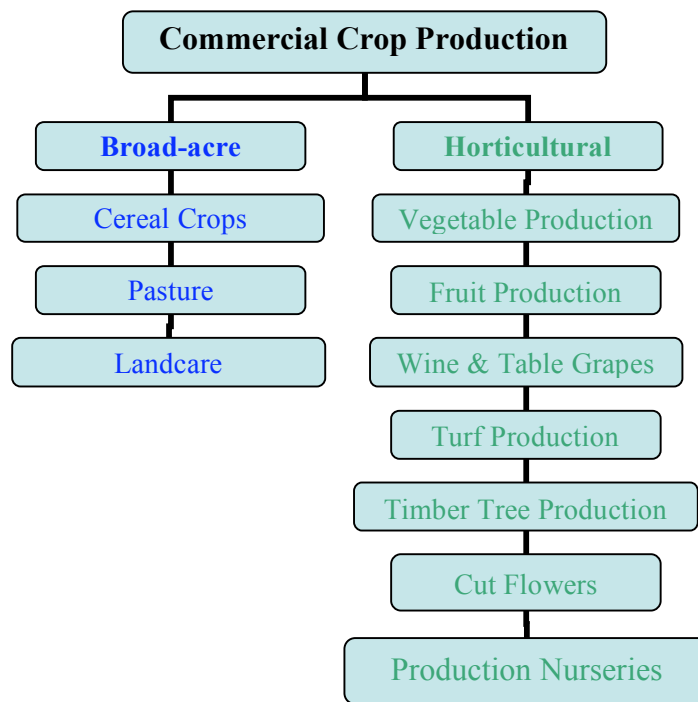 Commercial Crop Production
Broad-acre
Cereal Crops
Pasture
Landcare
Horticultural
Vegetable Production
Fruit Production
Wine & Table Grapes
Turf Production
Timber Tree Production
Cut Flowers
Production Nurseries